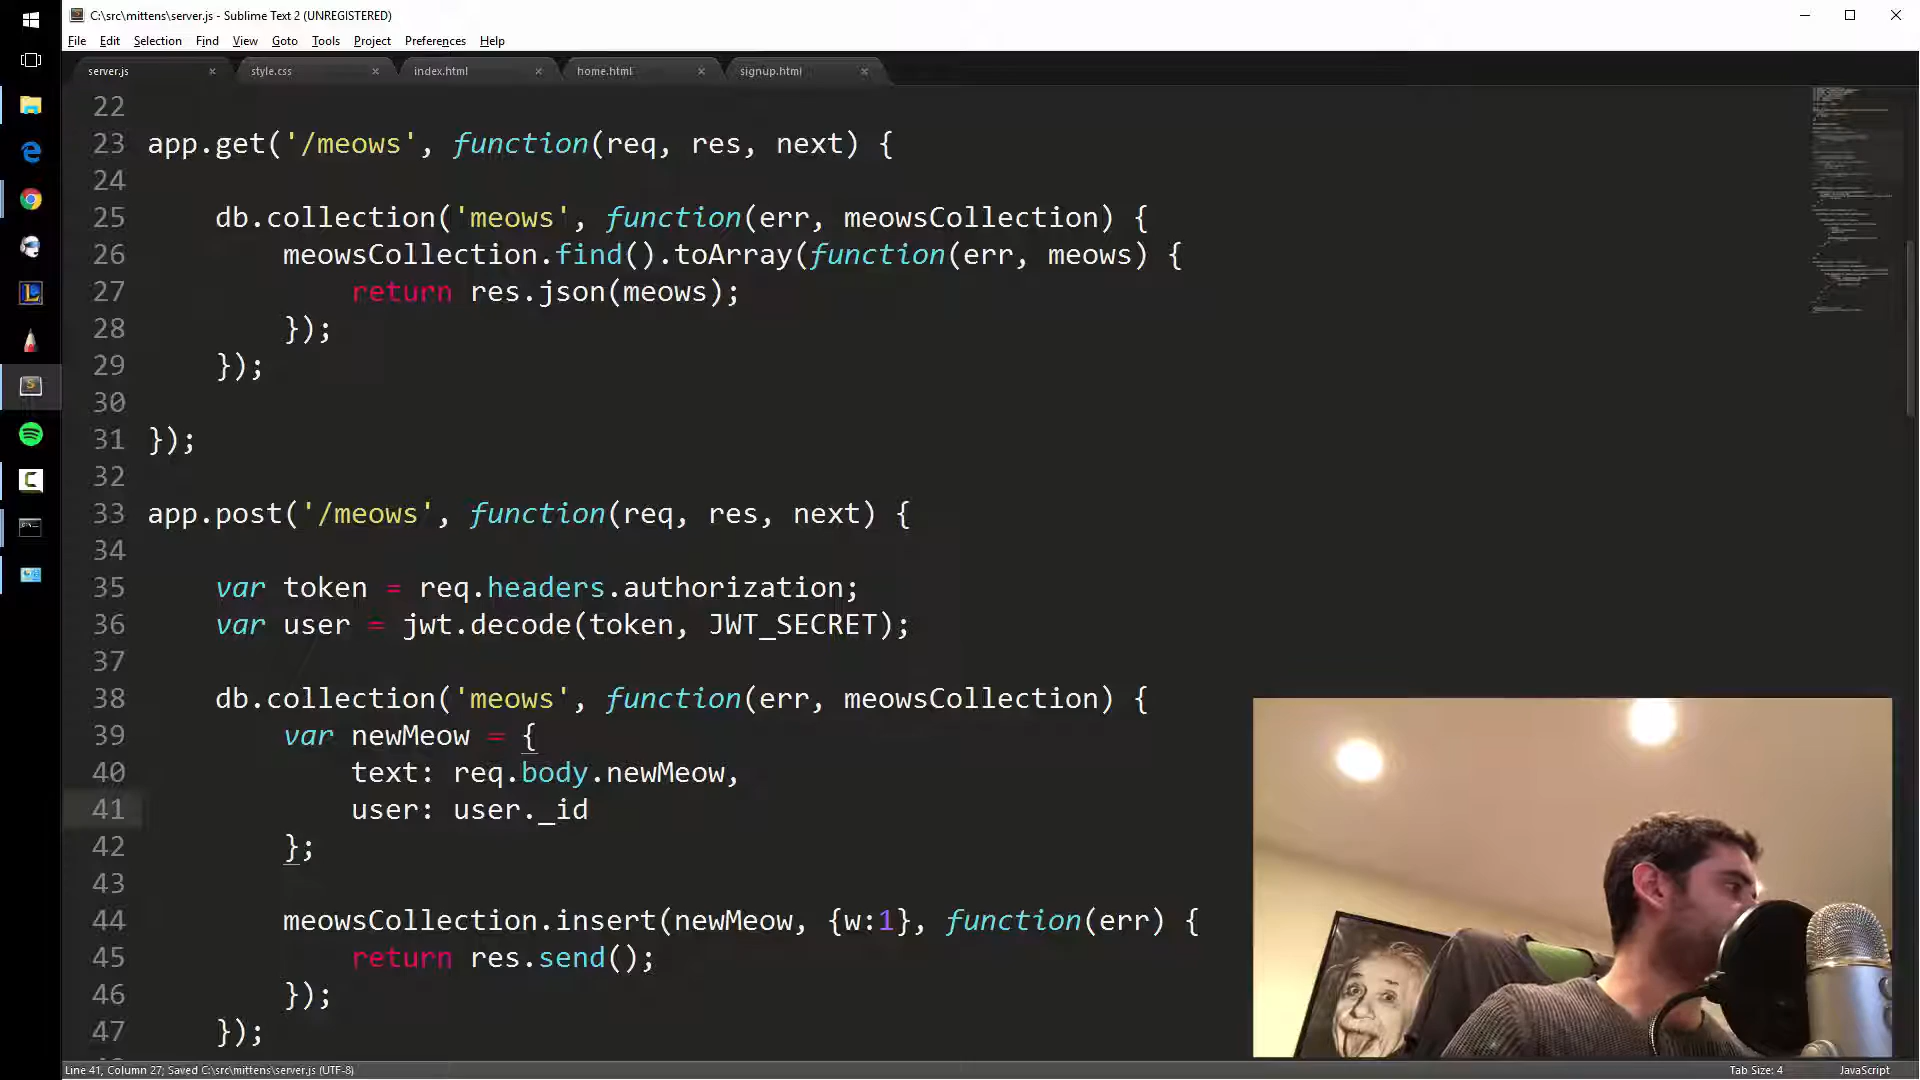 C:\src\mittens\server.js - Sublime Text 2 (UNREGISTERED)
File Edit Selection Find View Goto Tools Project Preferences Help
server.js × style.css × index.html × home.html × signup.html ×
22
23 app.get('/meows', function(req, res, next) {
24
25 db.collection('meows', function(err, meowsCollection) {
26 meowsCollection.find().toArray(function(err, meows) {
27 return res.json(meows);
28 });
29 });
30
31 });
32
33 app.post('/meows', function(req, res, next) {
34
35 var token = req.headers.authorization;
36 var user = jwt.decode(token, JWT_SECRET);
37
38 db.collection('meows', function(err, meowsCollection) {
39 var newMeow = {
40 text: req.body.newMeow,
41 user: user._id
42 };
43
44 meowsCollection.insert(newMeow, {w:1}, function(err) {
45 return res.send();
46 });
47 });
Line 41, Column 27; Saved C:\src\mittens\server.js (UTF-8) Tab Size: 4 JavaScript